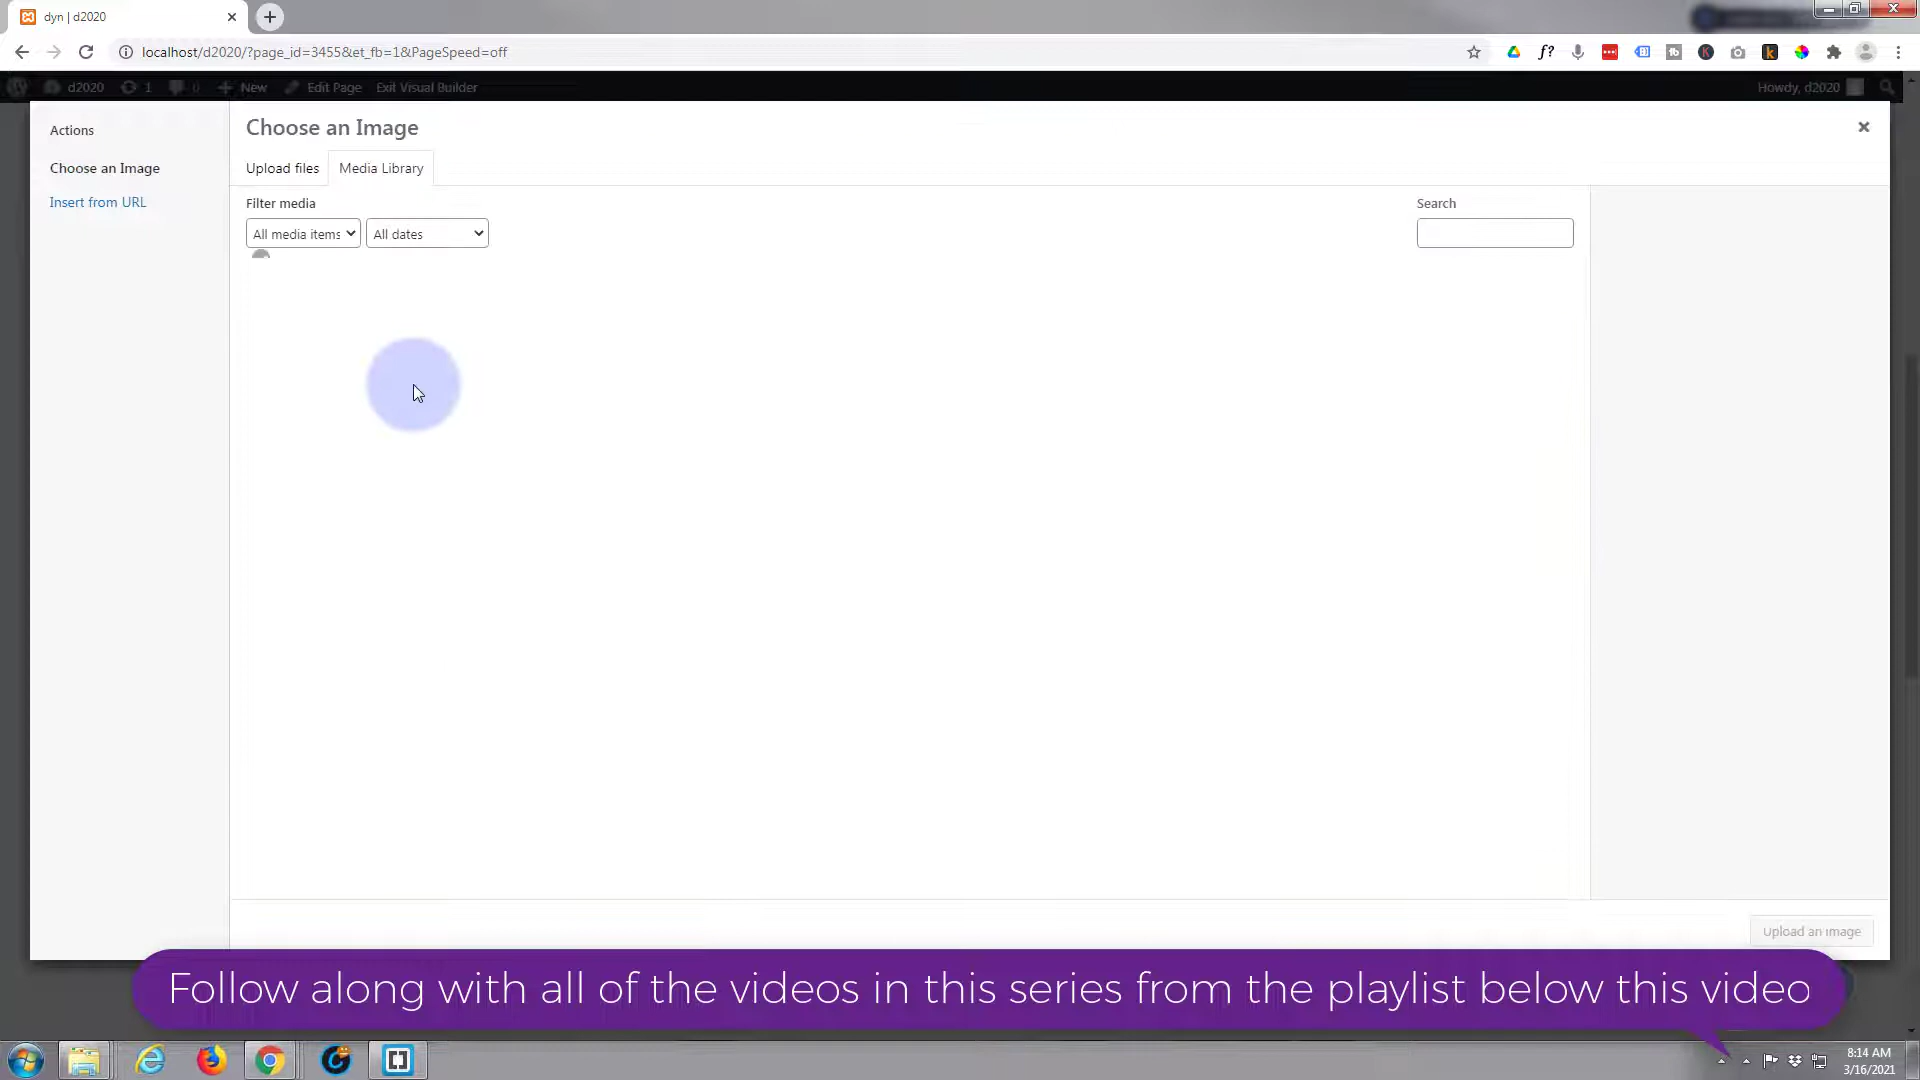 dyn | d2020
localhost/d2020/?page_id=3455&et_fb=1&PageSpeed=off
d2020 1 0 New Edit Page Exit Visual Builder Howdy, d2020
Actions
Choose an Image
Insert from URL
Choose an Image
Upload files Media Library
Filter media
All media items All dates
Search
Upload an image
Follow along with all of the videos in this series from the playlist below this video
8:14 AM
3/16/2021